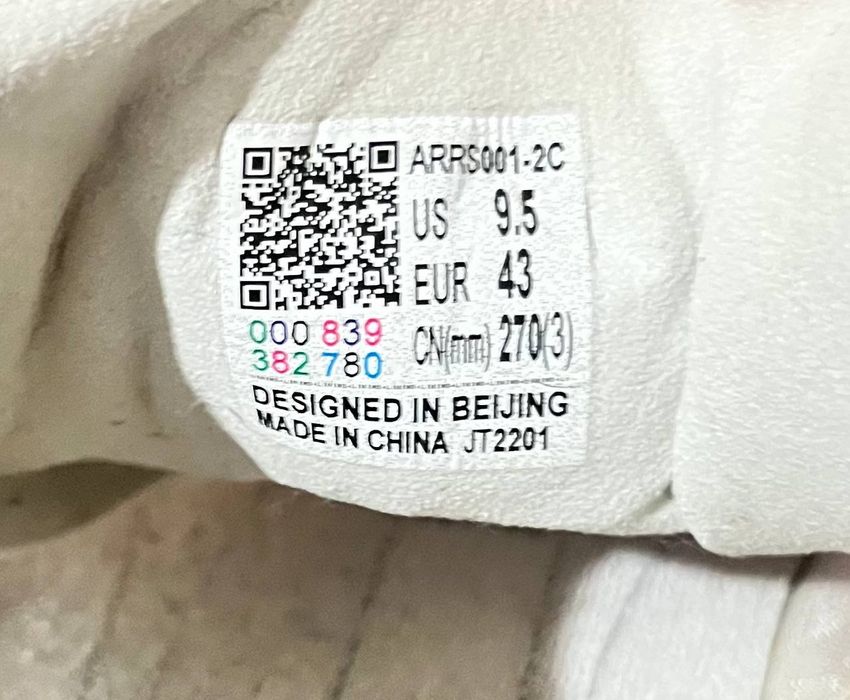 ARRS001-2C
US 9.5
EUR 43
CN(mm) 270(3)
000 839
382 780
DESIGNED IN BEIJING
MADE IN CHINA JT2201